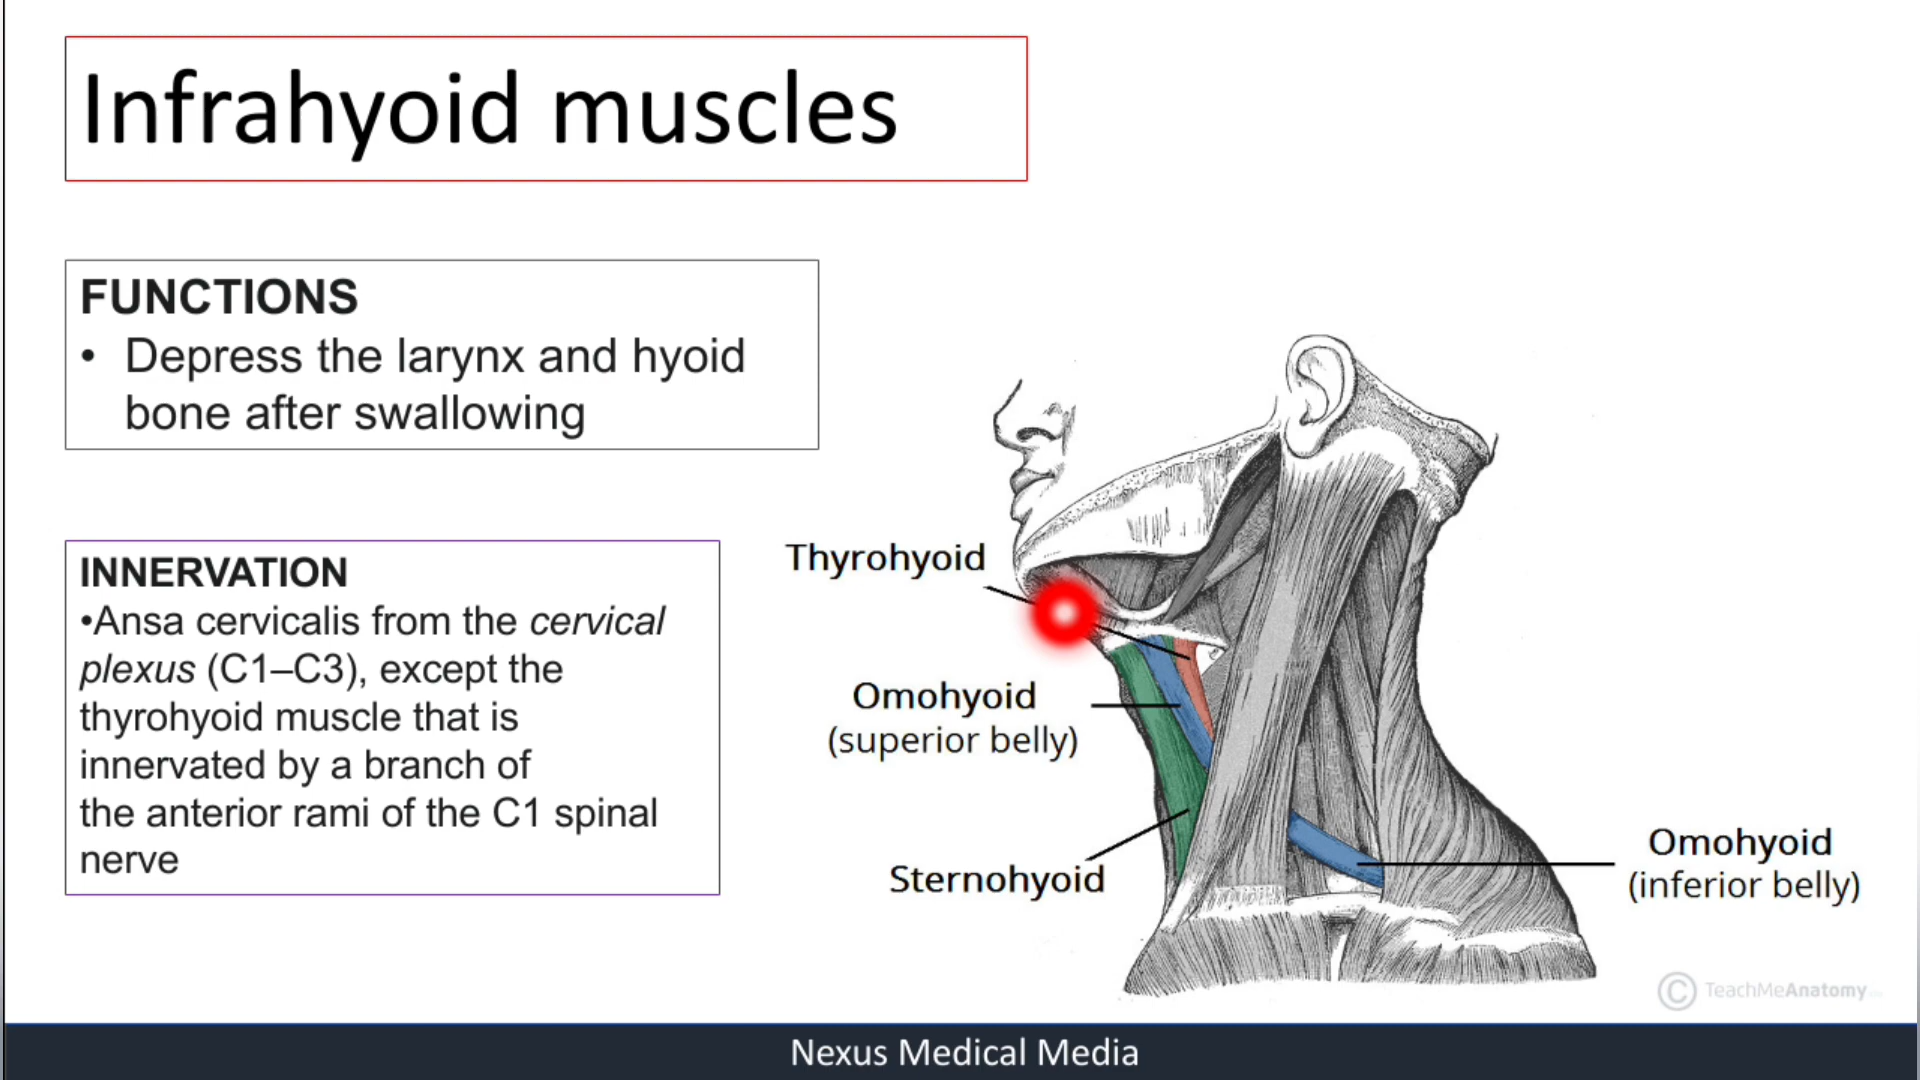 Infrahyoid muscles
FUNCTIONS
• Depress the larynx and hyoid
bone after swallowing
INNERVATION
•Ansa cervicalis from the cervical
plexus (C1–C3), except the
thyrohyoid muscle that is
innervated by a branch of
the anterior rami of the C1 spinal
nerve
Thyrohyoid
Omohyoid
(superior belly)
Sternohyoid
Omohyoid
(inferior belly)
© TeachMeAnatomy
Nexus Medical Media